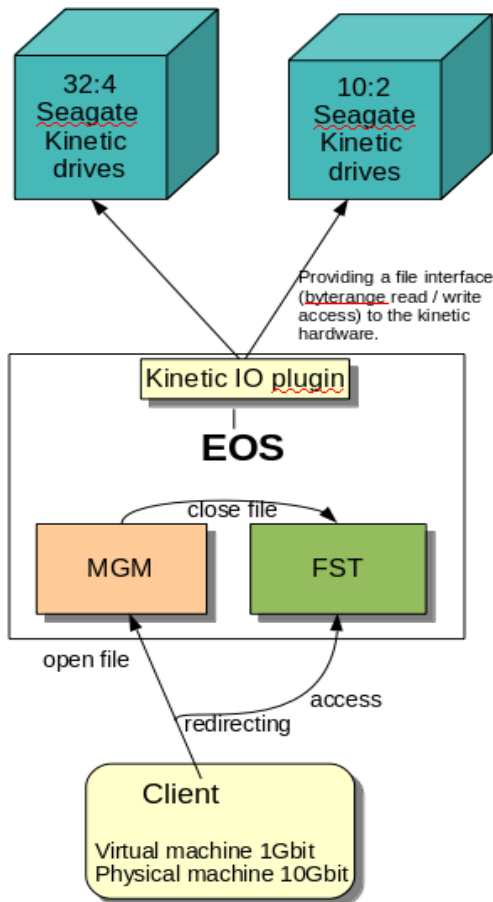 32:4
Seagate
Kinetic
drives
10:2
Seagate
Kinetic
drives
Providing a file interface
(byterange read / write
access) to the kinetic
hardware.
Kinetic IO plugin
EOS
close file
MGM
FST
open file
access
redirecting
Client
Virtual machine 1Gbit
Physical machine 10Gbit